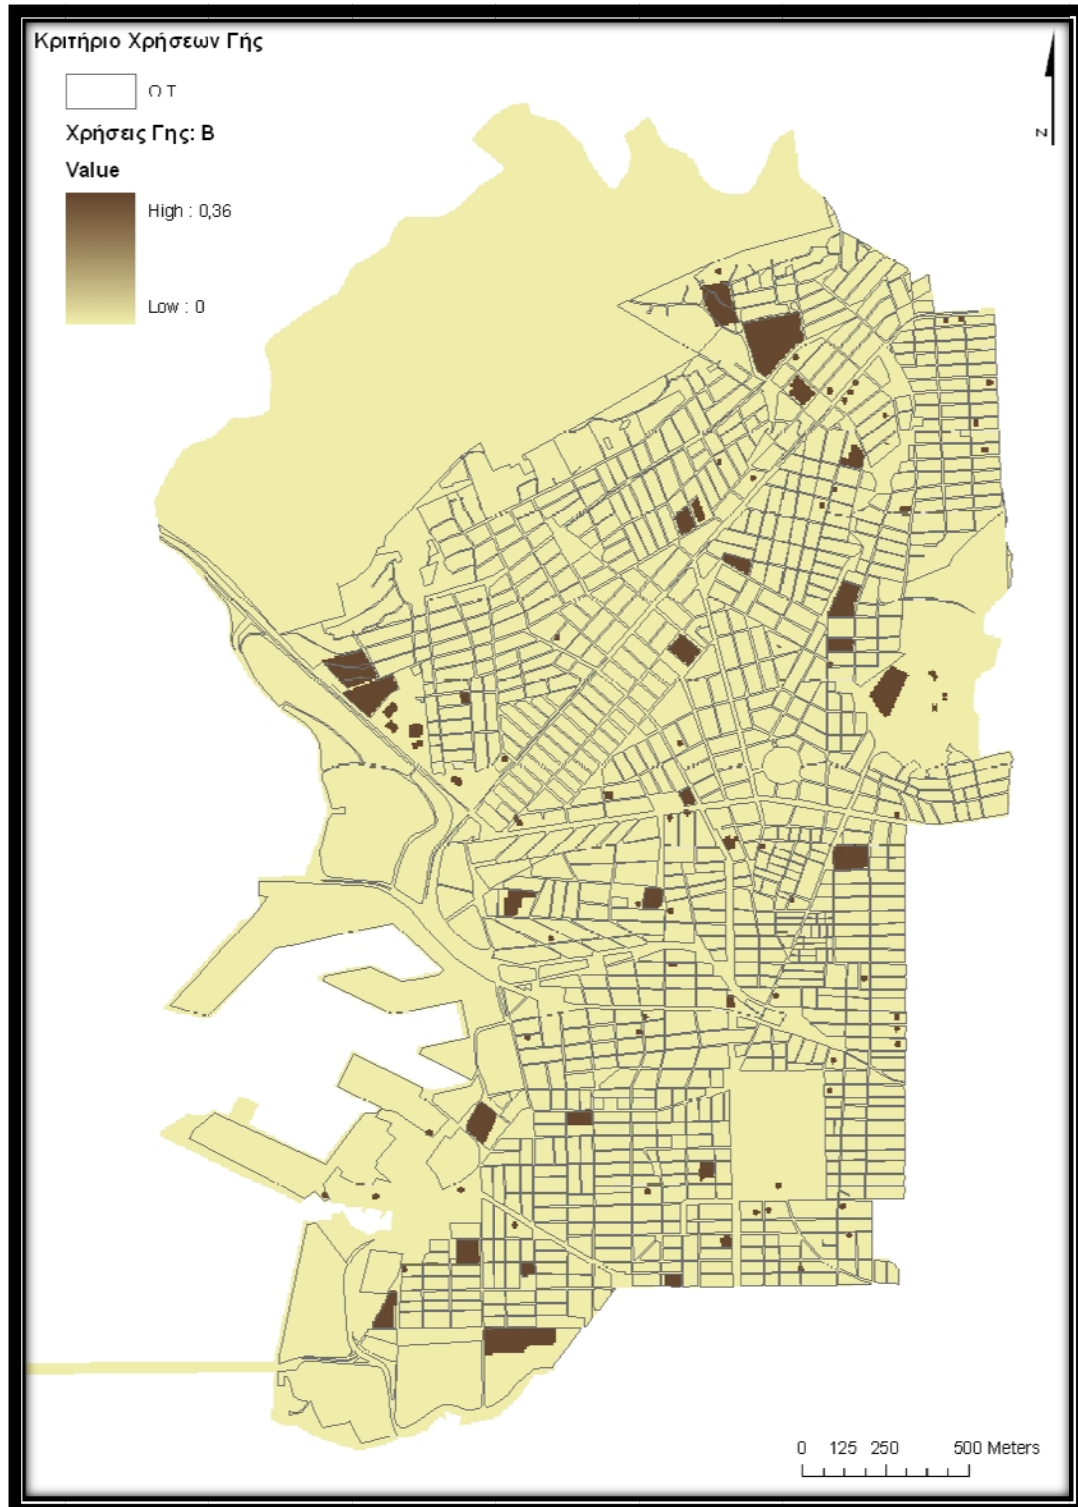 Κριτήριο Χρήσεων Γής
Ο Τ
Χρήσεις Γης: Β
Value
High : 0,36
Low : 0
N
0 125 250 500 Meters